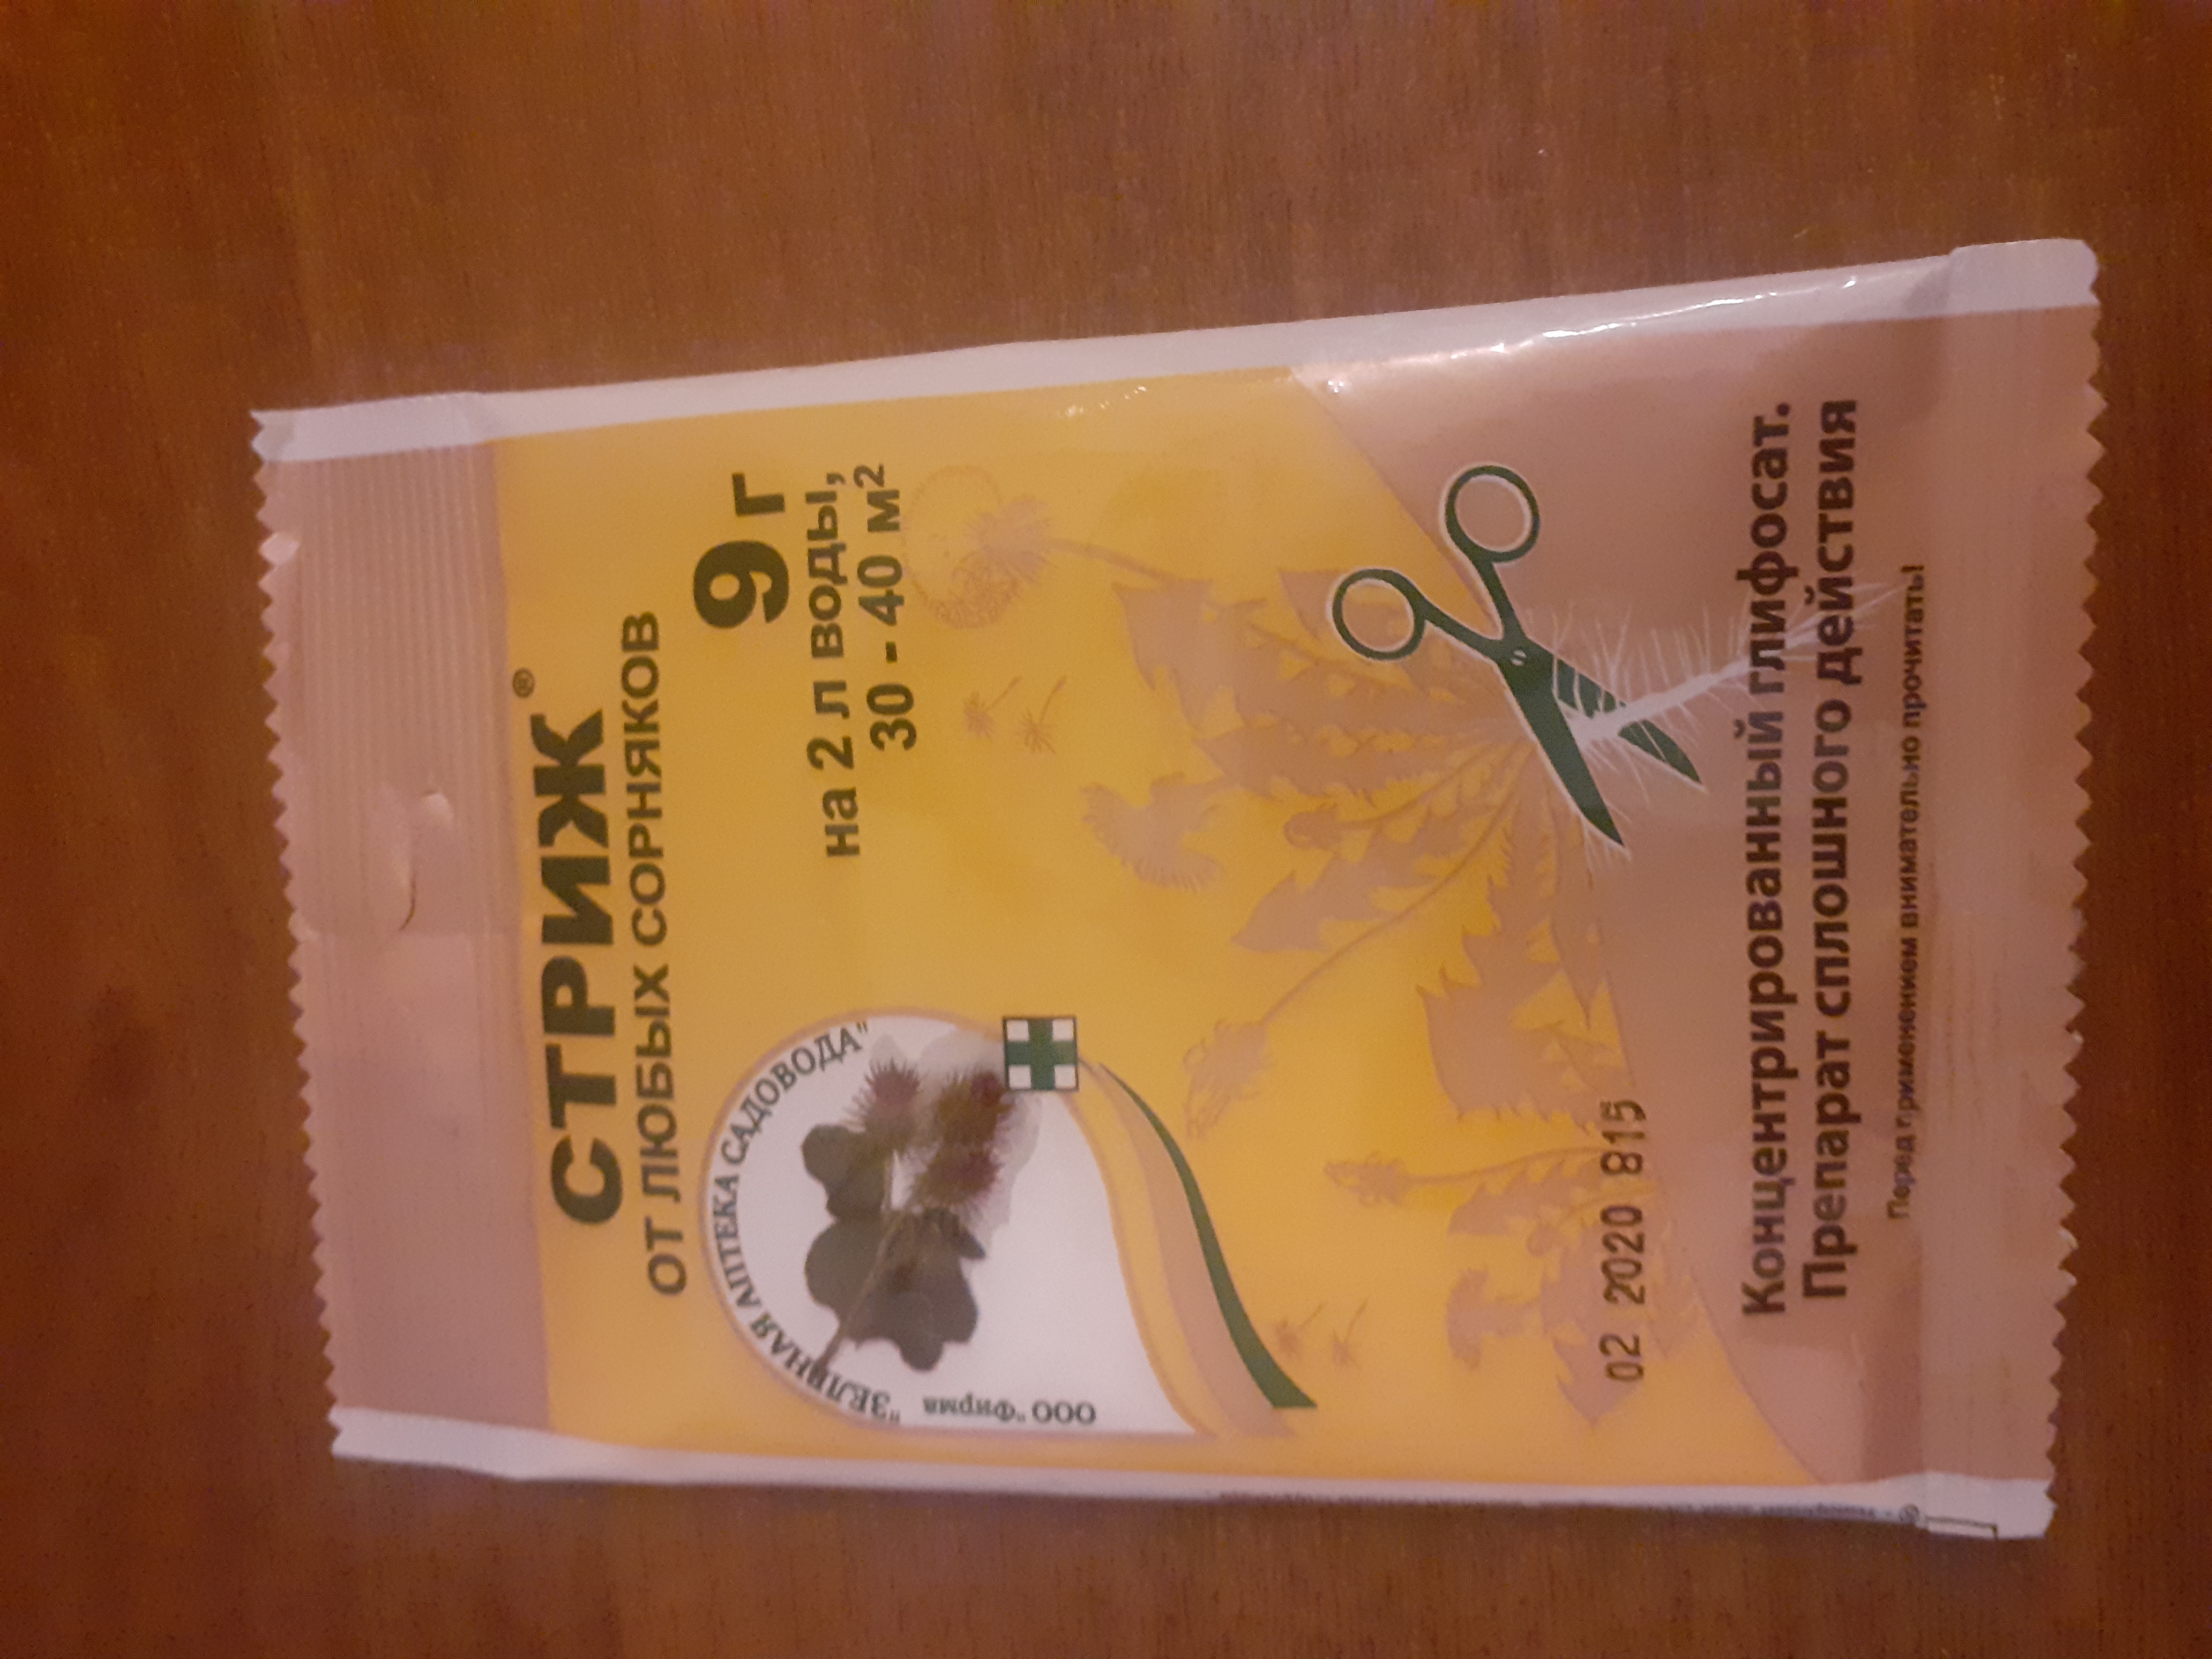 СТРИЖ®
ОТ ЛЮБЫХ СОРНЯКОВ
9 г
на 2 л воды,
30 - 40 м²
ООО "Фирма
"ЗЕЛЕНАЯ АПТЕКА САДОВОДА"
02 2020 815
Концентрированный глифосат.
Препарат сплошного действия
Перед применением внимательно прочитать!